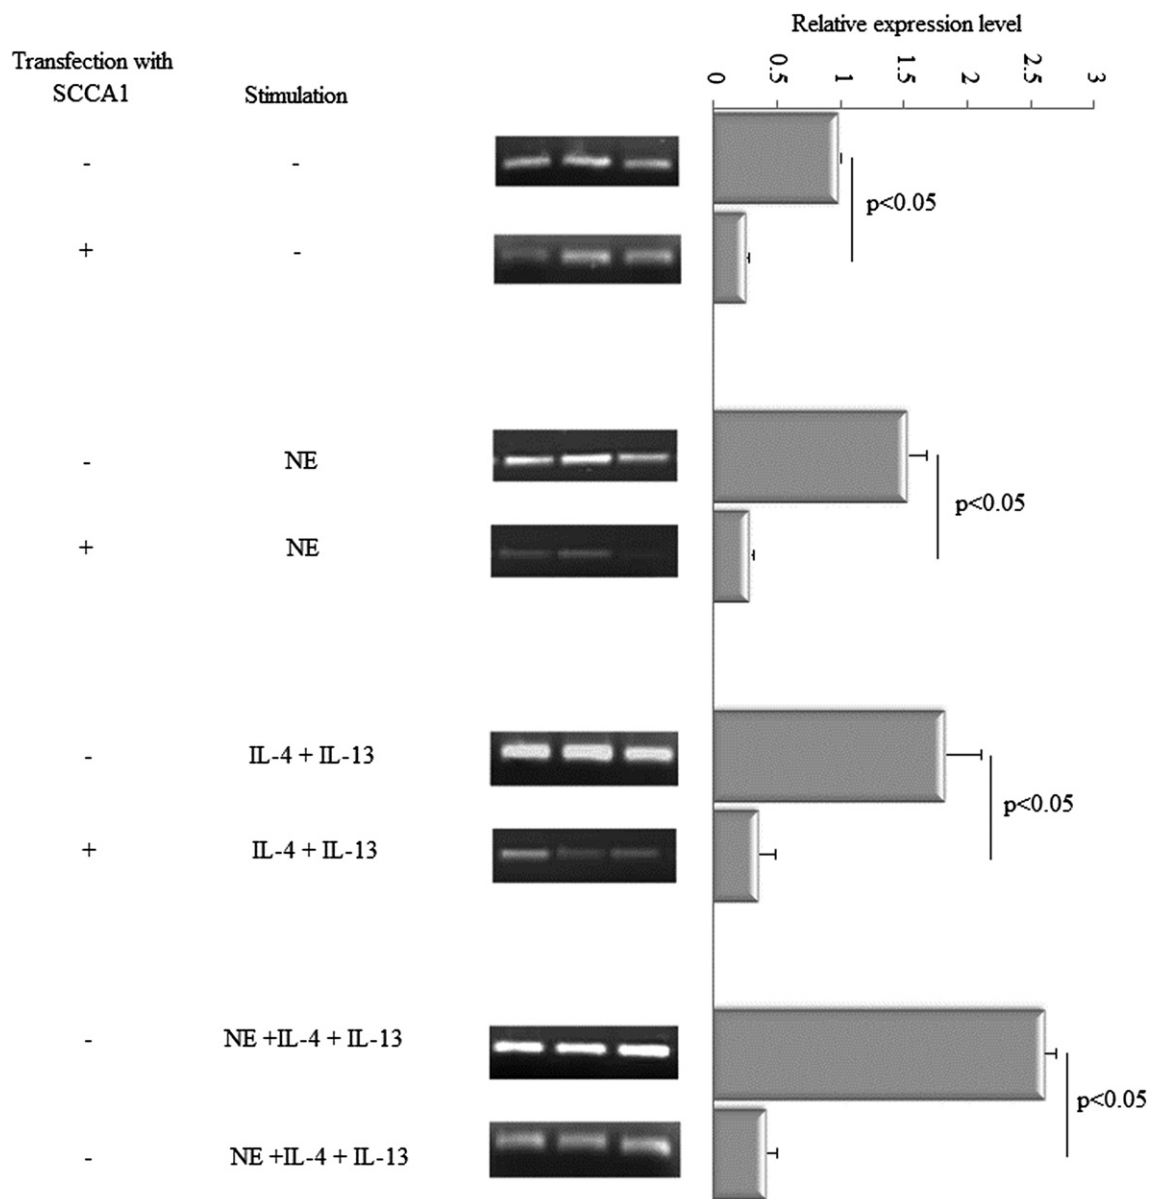 Relative expression level
Transfection with
SCCA1
Stimulation
0 0.5 1 1.5 2 2.5 3
- -
p<0.05
+ -
- NE
p<0.05
+ NE
- IL-4 + IL-13
p<0.05
+ IL-4 + IL-13
- NE +IL-4 + IL-13
p<0.05
- NE +IL-4 + IL-13